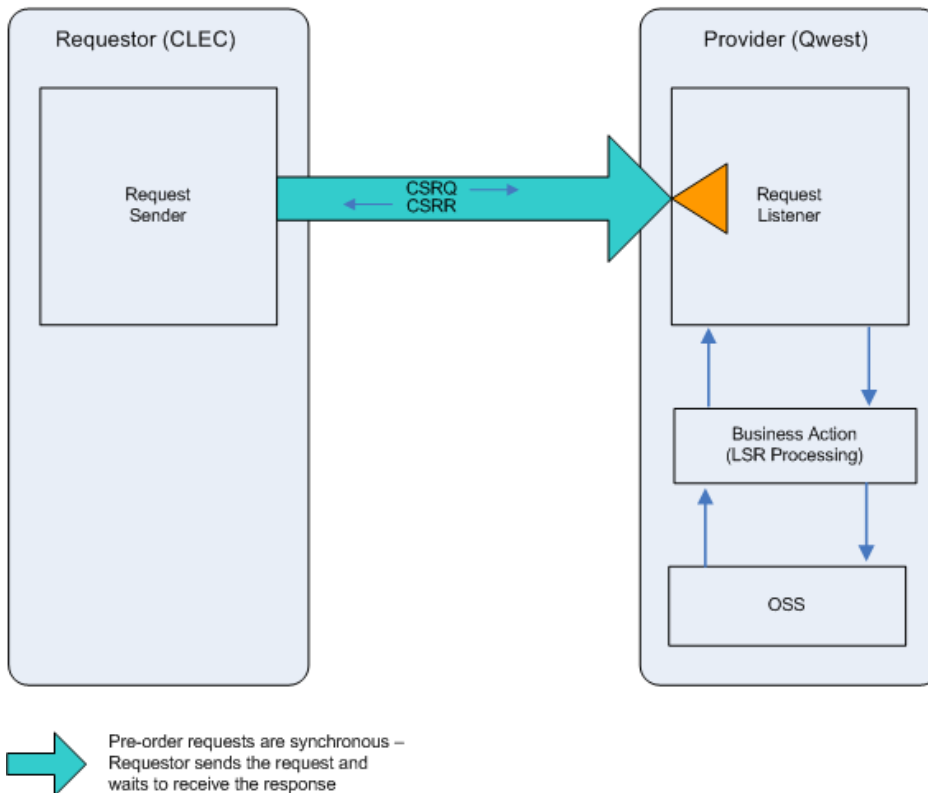 Requestor (CLEC)
Provider (Qwest)
Request
Sender
CSRQ
CSRR
Request
Listener
Business Action
(LSR Processing)
OSS
Pre-order requests are synchronous –
Requestor sends the request and
waits to receive the response